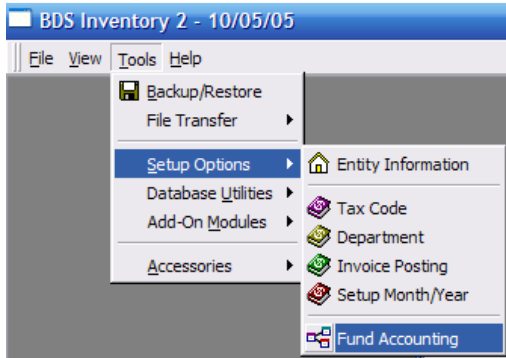 BDS Inventory 2 - 10/05/05
File View Tools Help
Backup/Restore
File Transfer
Setup Options
Database Utilities
Add-On Modules
Accessories
Entity Information
Tax Code
Department
Invoice Posting
Setup Month/Year
Fund Accounting